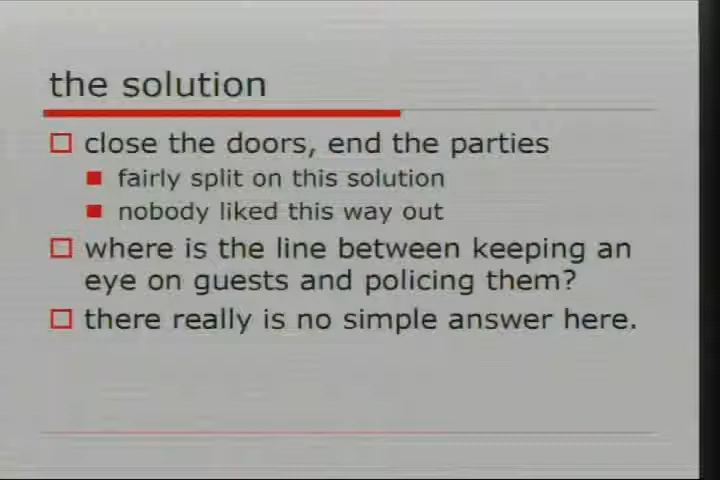 the solution
close the doors, end the parties
fairly split on this solution
nobody liked this way out
where is the line between keeping an
eye on guests and policing them?
there really is no simple answer here.